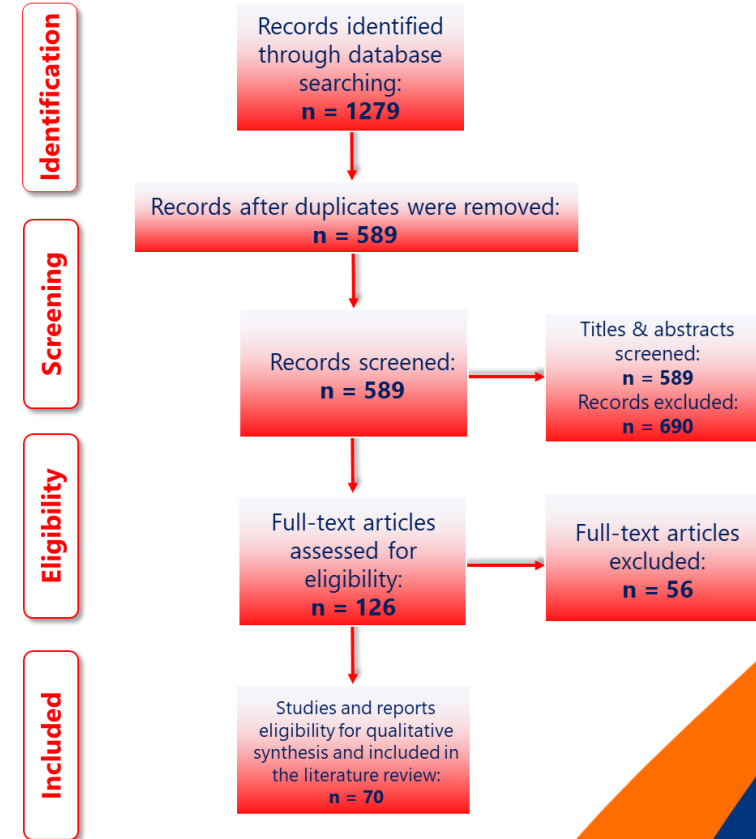 Identification
Records identified
through database
searching:
n = 1279
Records after duplicates were removed:
n = 589
Screening
Records screened:
n = 589
Titles & abstracts
screened:
n = 589
Records excluded:
n = 690
Eligibility
Full-text articles
assessed for
eligibility:
n = 126
Full-text articles
excluded:
n = 56
Included
Studies and reports
eligibility for qualitative
synthesis and included in
the literature review:
n = 70